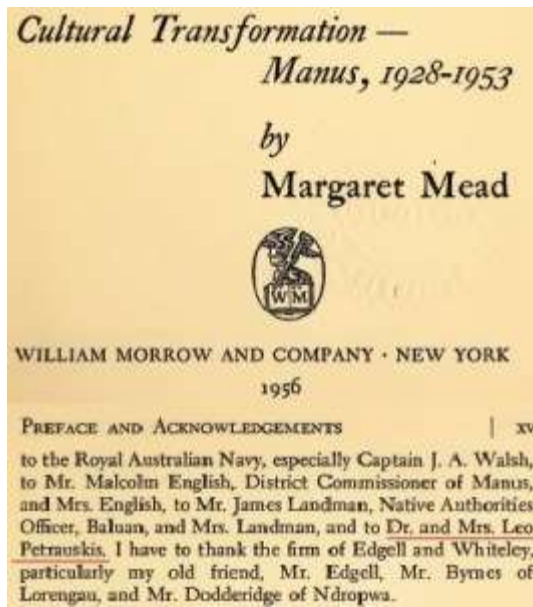 Cultural Transformation —
Manus, 1928-1953
by
Margaret Mead
W M
WILLIAM MORROW AND COMPANY · NEW YORK
1956
PREFACE AND ACKNOWLEDGEMENTS | xv
to the Royal Australian Navy, especially Captain J. A. Walsh,
to Mr. Malcolm English, District Commissioner of Manus,
and Mrs. English, to Mr. James Landman, Native Authorities
Officer, Baluan, and Mrs. Landman, and to Dr. and Mrs. Leo
Petrauskis. I have to thank the firm of Edgell and Whiteley,
particularly my old friend, Mr. Edgell, Mr. Byrnes of
Lorengau, and Mr. Dodderidge of Ndropwa.